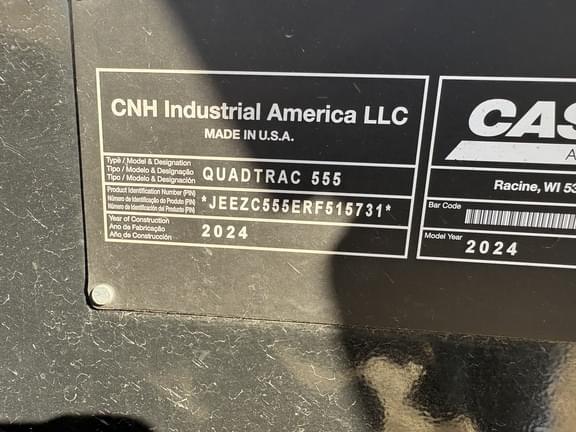 CNH Industrial America LLC
MADE IN U.S.A.
Type / Model & Designation
Tipo / Modelo & Designação
Tipo / Modelo & Designación
QUADTRAC 555
Product Identification Number (PIN)
Número de Identificação do Produto (PIN)
Número de Identificación del Producto (PIN)
*JEEZC555ERF515731*
Year of Construction
Ano da Fabricação
Año de Construcción
2024
CAS
A
Racine, WI 53
Bar Code
Model Year
2024